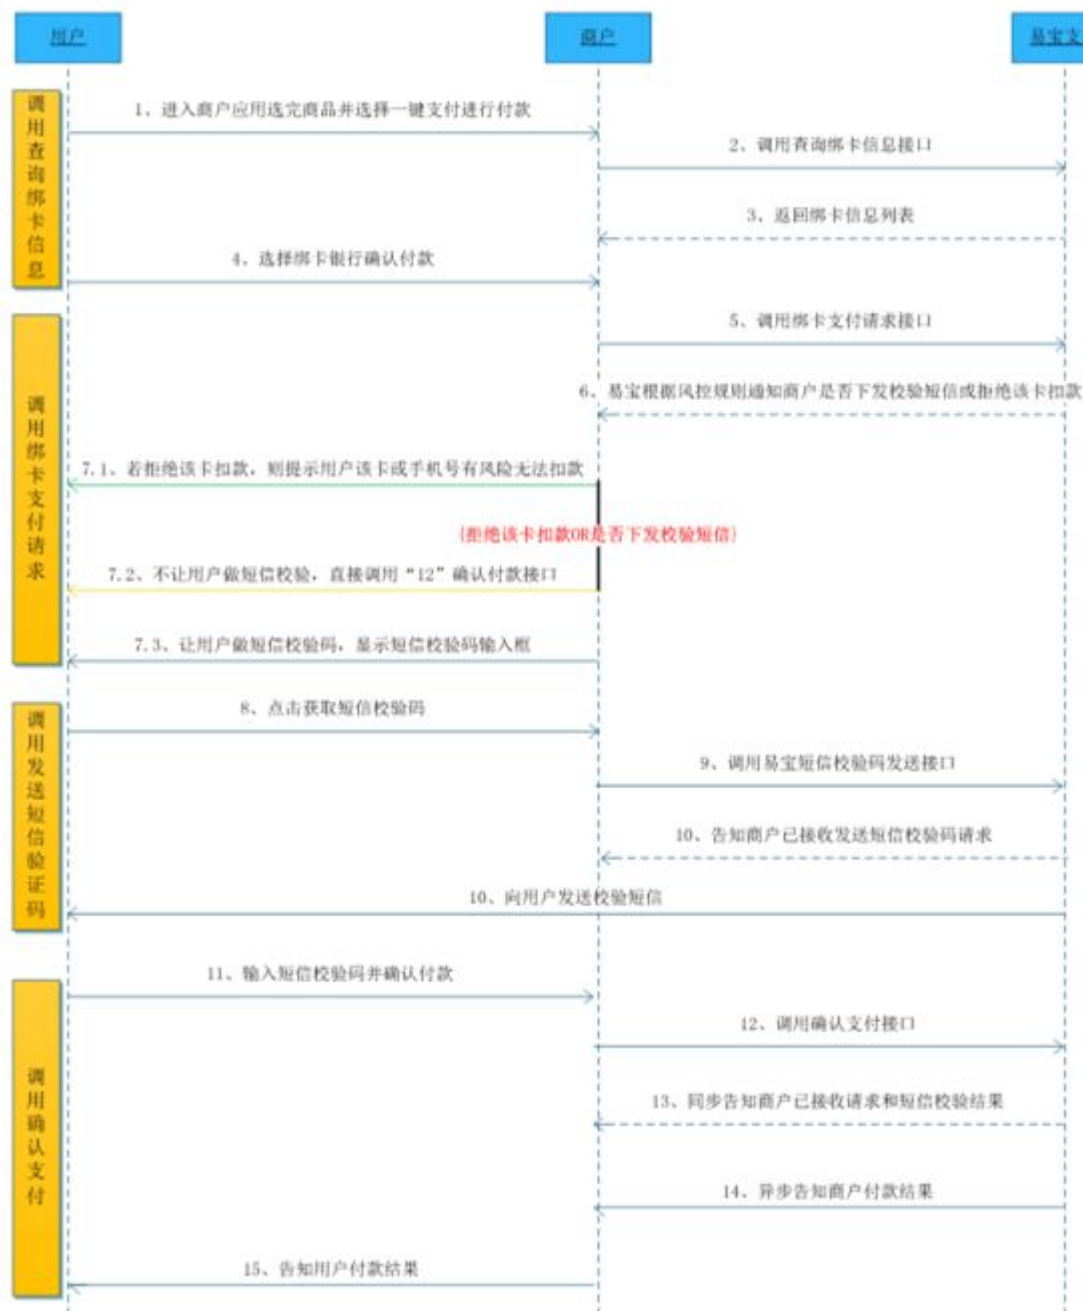 用户
商户
易宝支
调用查询绑卡信息
1、进入商户应用选完商品并选择一键支付进行付款
2、调用查询绑卡信息接口
3、返回绑卡信息列表
4、选择绑卡银行确认付款
调用绑卡支付请求
5、调用绑卡支付请求接口
6、易宝根据风控规则通知商户是否下发校验短信或拒绝该卡扣款
7.1、若拒绝该卡扣款，则提示用户该卡或手机号有风险无法扣款
{拒绝该卡扣款OR是否下发校验短信}
7.2、不让用户做短信校验，直接调用“12”确认付款接口
7.3、让用户做短信校验码，显示短信校验码输入框
调用发送短信验证码
8、点击获取短信校验码
9、调用易宝短信校验码发送接口
10、告知商户已接收发送短信校验码请求
10、向用户发送校验短信
调用确认支付
11、输入短信校验码并确认付款
12、调用确认支付接口
13、同步告知商户已接收请求和短信校验结果
14、异步告知商户付款结果
15、告知用户付款结果